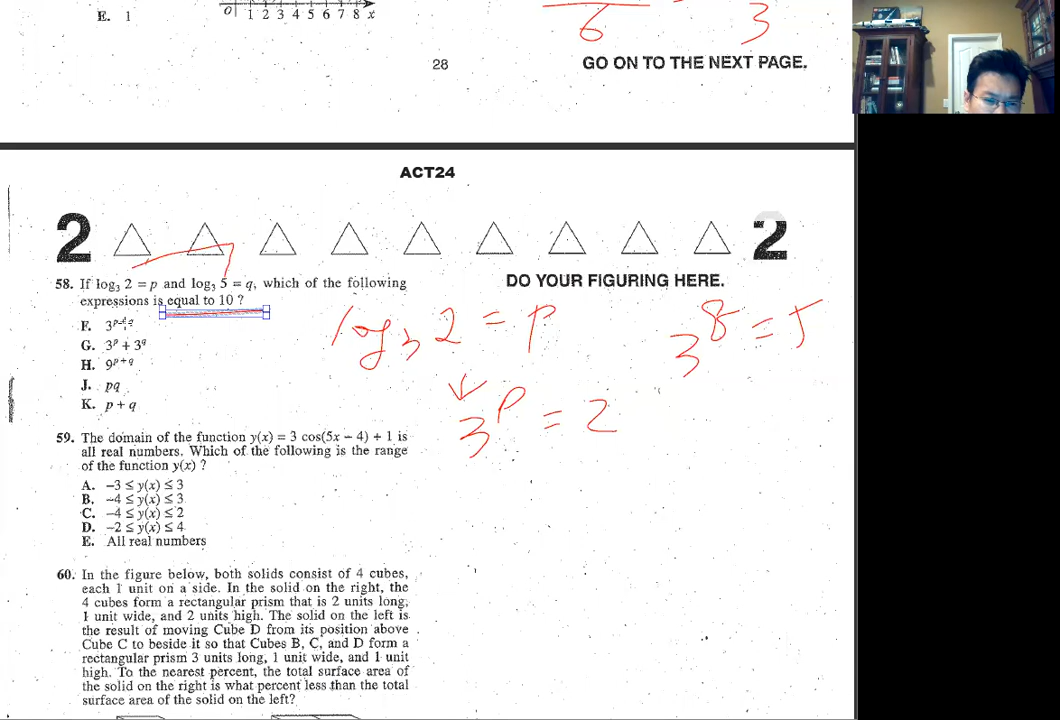 E. 1
O 1 2 3 4 5 6 7 8 x
6 3
28
GO ON TO THE NEXT PAGE.
ACT24
2 2
58. If log₃ 2 = p and log₃ 5 = q, which of the following
expressions is equal to 10 ?
F. 3ᵖ⁺q
G. 3ᵖ + 3q
H. 9ᵖ⁺q
J. pq
K. p + q
DO YOUR FIGURING HERE.
log₃ 2 = p
3⁸ = 5
3ᵖ = 2
59. The domain of the function y(x) = 3 cos(5x − 4) + 1 is
all real numbers. Which of the following is the range
of the function y(x) ?
A. −3 ≤ y(x) ≤ 3
B. −4 ≤ y(x) ≤ 3
C. −4 ≤ y(x) ≤ 2
D. −2 ≤ y(x) ≤ 4
E. All real numbers
60. In the figure below, both solids consist of 4 cubes,
each 1 unit on a side. In the solid on the right, the
4 cubes form a rectangular prism that is 2 units long,
1 unit wide, and 2 units high. The solid on the left is
the result of moving Cube D from its position above
Cube C to beside it so that Cubes B, C, and D form a
rectangular prism 3 units long, 1 unit wide, and 1 unit
high. To the nearest percent, the total surface area of
the solid on the right is what percent less than the total
surface area of the solid on the left?